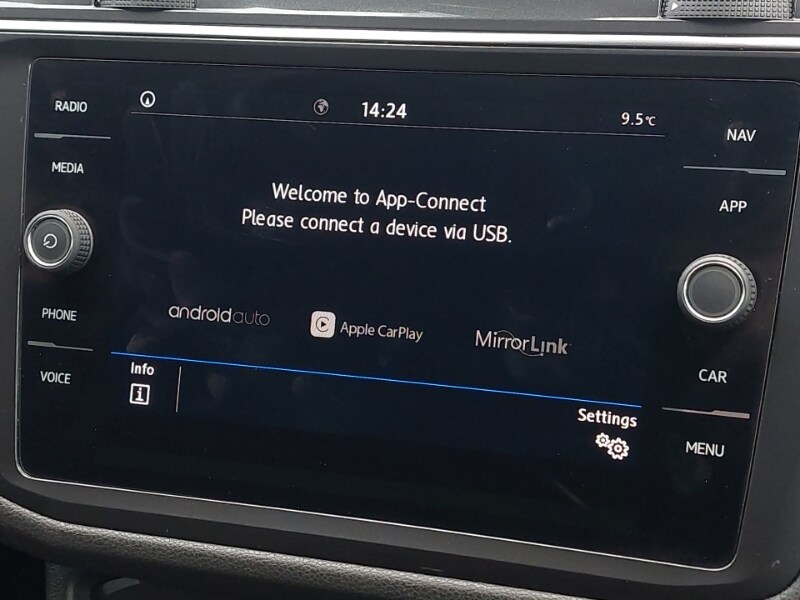 RADIO
MEDIA
PHONE
VOICE
14:24
9.5°C
Welcome to App-Connect
Please connect a device via USB.
androidauto
Apple CarPlay
MirrorLink
Info
i
Settings
NAV
APP
CAR
MENU